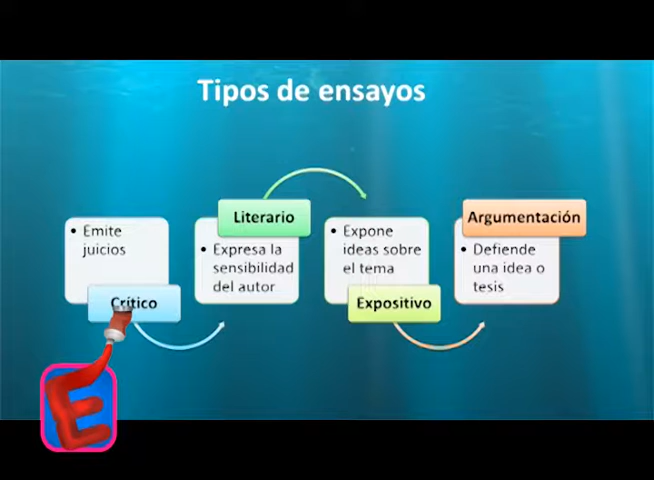 Tipos de ensayos
• Emite
juicios
Crítico
Literario
• Expresa la
sensibilidad
del autor
• Expone
ideas sobre
el tema
Expositivo
Argumentación
• Defiende
una idea o
tesis
E